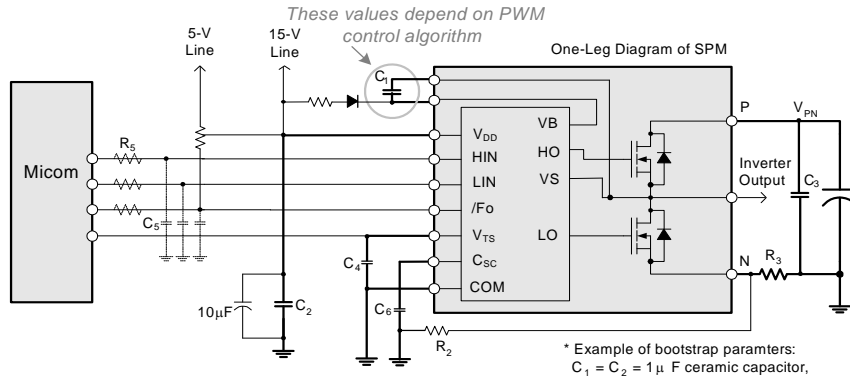 These values depend on PWM
control algorithm
5-V
Line
15-V
Line
One-Leg Diagram of SPM
C1
P
VPN
VB
VDD
R5
Micom
HIN
HO
LIN
VS
Inverter
Output
C3
/Fo
C5
VTS
LO
C4
CSC
N
R3
COM
10μF
C2
C6
R2
* Example of bootstrap paramters:
C1 = C2 = 1μ F ceramic capacitor,